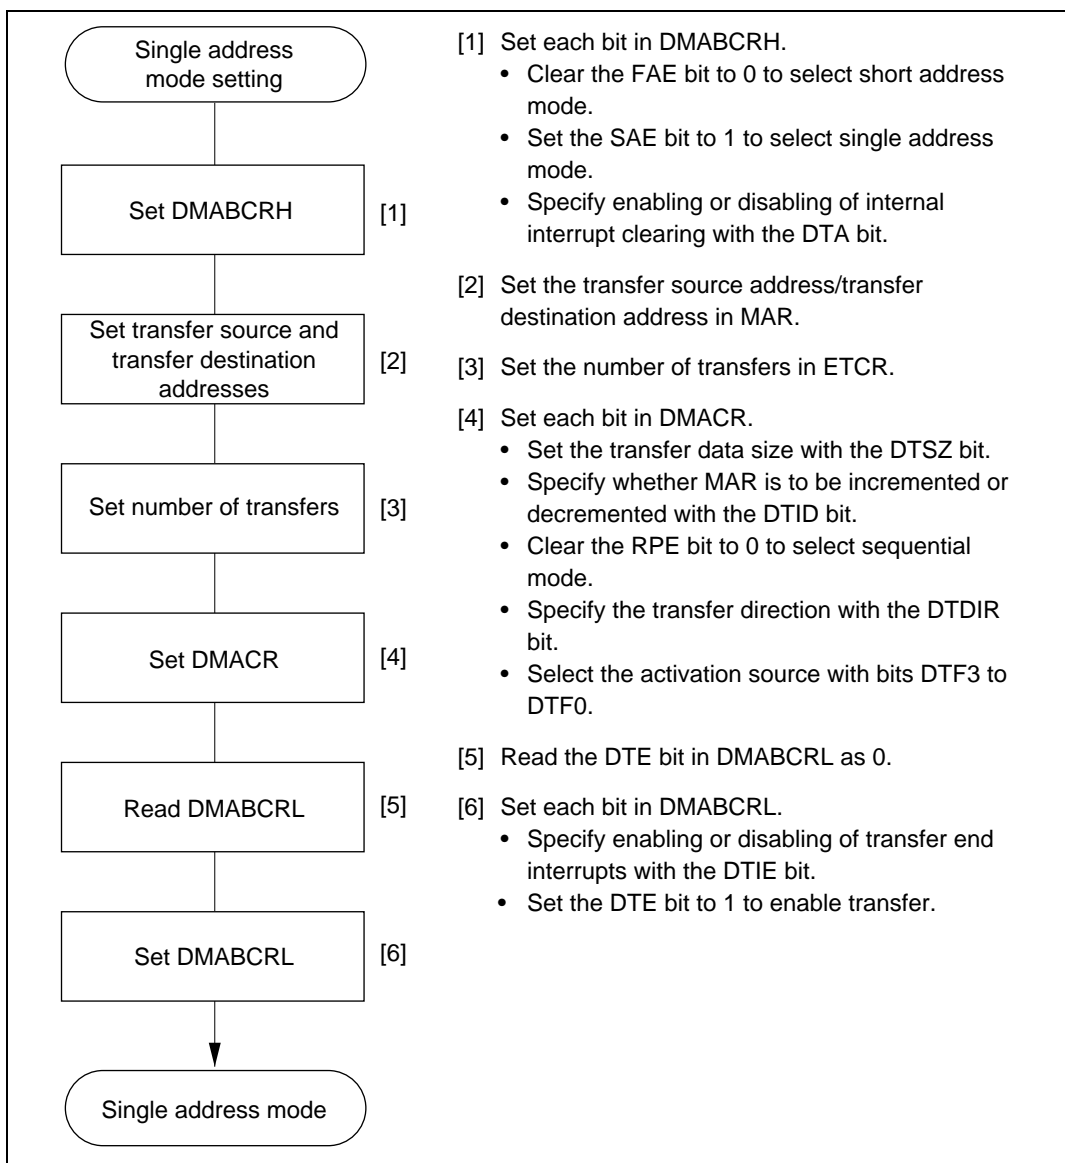 Single address
mode setting
Set DMABCRH
[1]
Set transfer source and
transfer destination
addresses
[2]
Set number of transfers
[3]
Set DMACR
[4]
Read DMABCRL
[5]
Set DMABCRL
[6]
Single address mode
[1] Set each bit in DMABCRH.
• Clear the FAE bit to 0 to select short address
mode.
• Set the SAE bit to 1 to select single address
mode.
• Specify enabling or disabling of internal
interrupt clearing with the DTA bit.
[2] Set the transfer source address/transfer
destination address in MAR.
[3] Set the number of transfers in ETCR.
[4] Set each bit in DMACR.
• Set the transfer data size with the DTSZ bit.
• Specify whether MAR is to be incremented or
decremented with the DTID bit.
• Clear the RPE bit to 0 to select sequential
mode.
• Specify the transfer direction with the DTDIR
bit.
• Select the activation source with bits DTF3 to
DTF0.
[5] Read the DTE bit in DMABCRL as 0.
[6] Set each bit in DMABCRL.
• Specify enabling or disabling of transfer end
interrupts with the DTIE bit.
• Set the DTE bit to 1 to enable transfer.